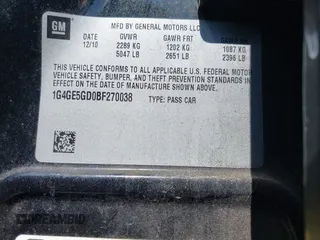 GM
MFD BY GENERAL MOTORS LLC
DATE GVWR GAWR FRT
12/10 2289 KG 1202 KG 1087 KG
5047 LB 2651 LB 2396 LB
THIS VEHICLE CONFORMS TO ALL APPLICABLE U.S. FEDERAL
VEHICLE SAFETY, BUMPER, AND THEFT PREVENTION STANDARDS
EFFECT ON THE DATE OF MANUFACTURE SHOWN ABOVE.
1G4GE5GD0BF270038 TYPE: PASS CAR
DREAMBID